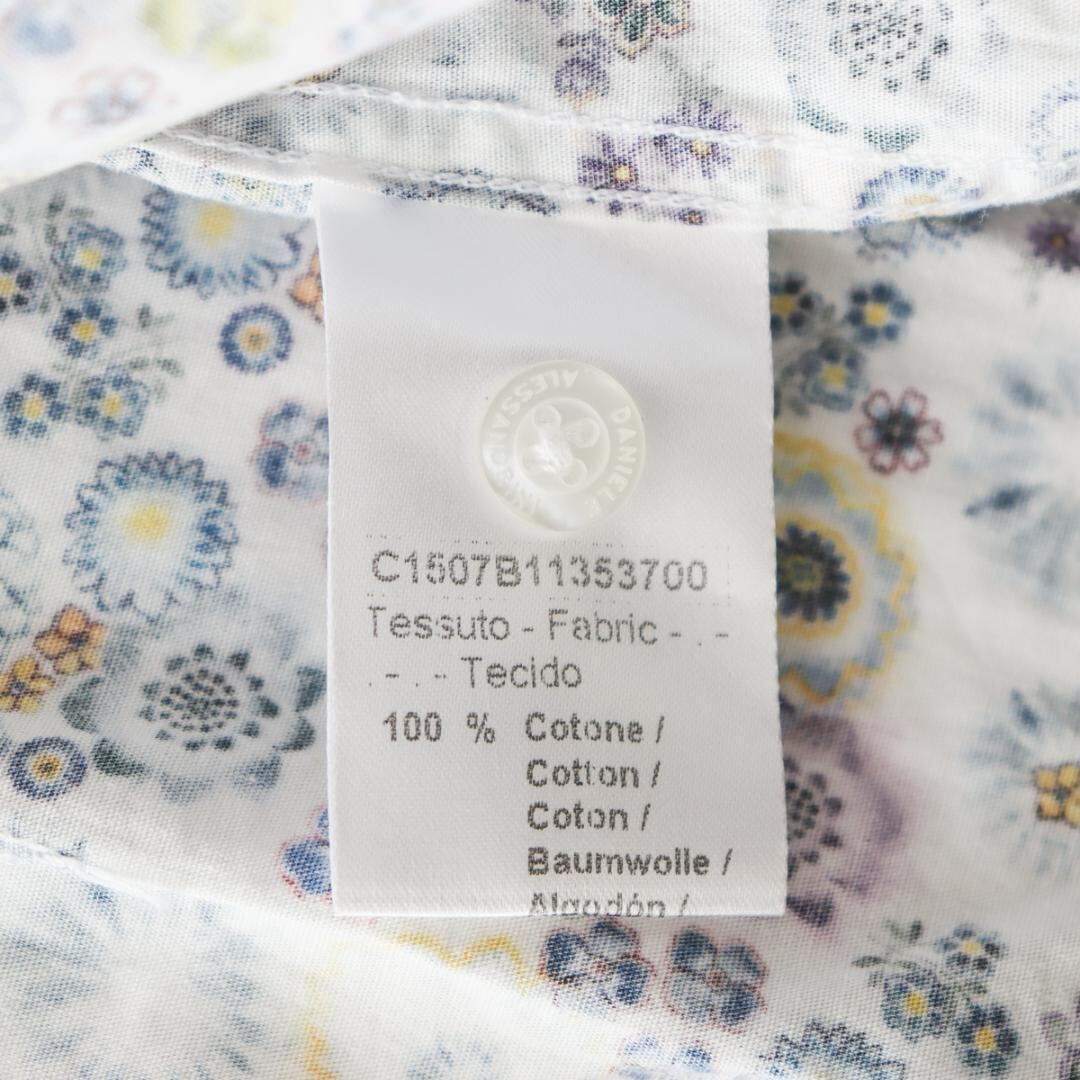 DANIELE ALESSANDRINI
C1507B11353700
Tessuto - Fabric - . -
. - . - Tecido
100 % Cotone /
Cotton /
Coton /
Baumwolle /
Algodón /